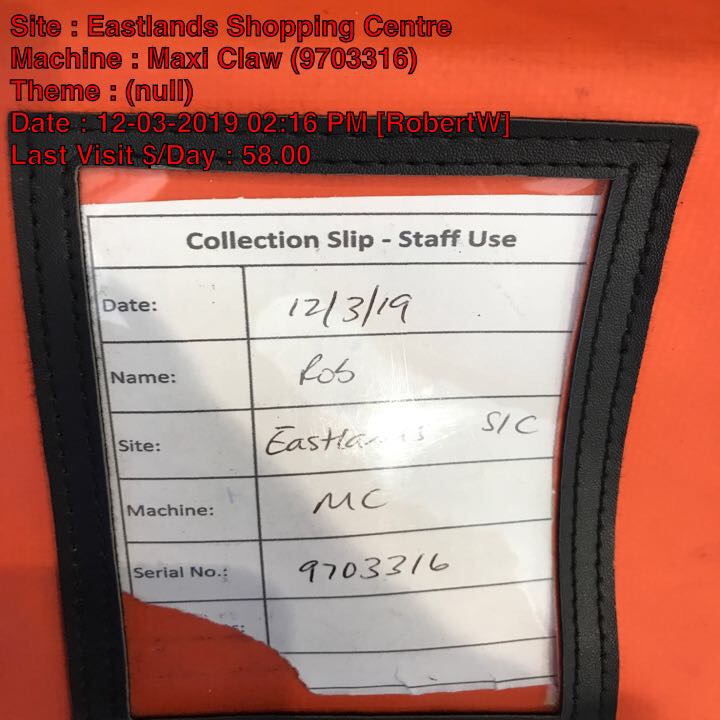 Site : Eastlands Shopping Centre
Machine : Maxi Claw (9703316)
Theme : (null)
Date : 12-03-2019 02:16 PM [RobertW]
Last Visit $/Day : 58.00
Collection Slip - Staff Use
Date: 12/3/19
Name: Rob
Site: Eastlands S/C
Machine: MC
Serial No.: 9703316